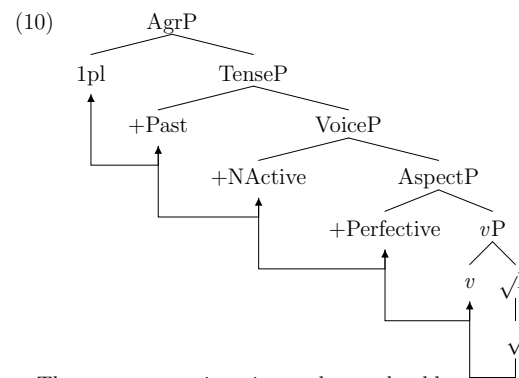 (10) AgrP
1pl TenseP
+Past VoiceP
+NActive AspectP
+Perfective vP
v √
√